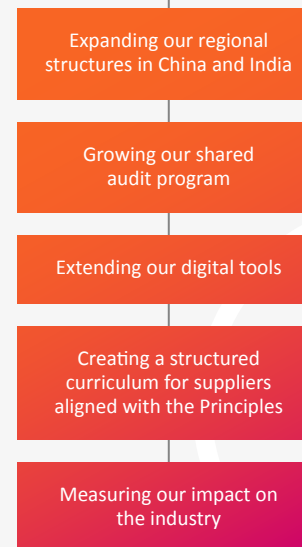 Expanding our regional
structures in China and India
Growing our shared
audit program
Extending our digital tools
Creating a structured
curriculum for suppliers
aligned with the Principles
Measuring our impact on
the industry